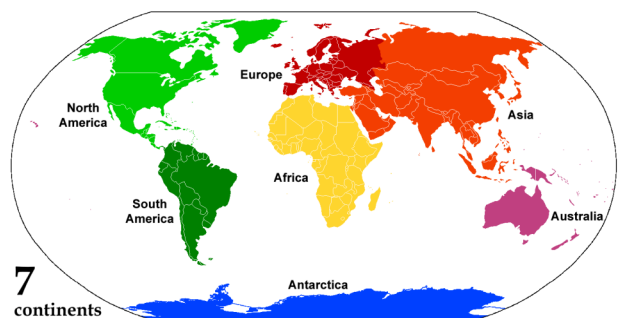 Europe
North
America
Asia
Africa
South
America
Australia
Antarctica
7
continents